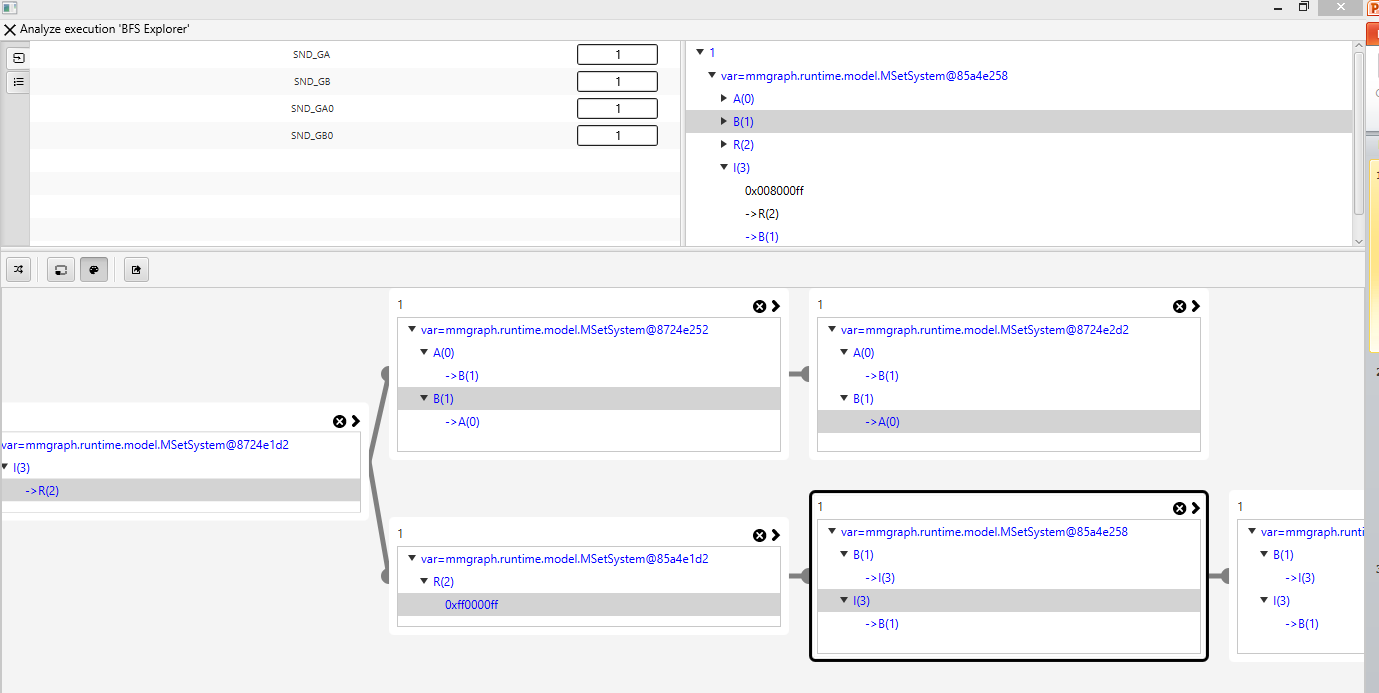 Analyze execution 'BFS Explorer'
SND_GA 1
SND_GB 1
SND_GA0 1
SND_GB0 1
1
var=mmgraph.runtime.model.MSetSystem@85a4e258
A(0)
B(1)
R(2)
I(3)
0x008000ff
->R(2)
->B(1)
var=mmgraph.runtime.model.MSetSystem@8724e1d2
I(3)
->R(2)
1
var=mmgraph.runtime.model.MSetSystem@8724e252
A(0)
->B(1)
B(1)
->A(0)
1
var=mmgraph.runtime.model.MSetSystem@8724e2d2
A(0)
->B(1)
B(1)
->A(0)
1
var=mmgraph.runtime.model.MSetSystem@85a4e1d2
R(2)
0xff0000ff
1
var=mmgraph.runtime.model.MSetSystem@85a4e258
B(1)
->I(3)
I(3)
->B(1)
1
var=mmgraph.runti
B(1)
->I(3)
I(3)
->B(1)